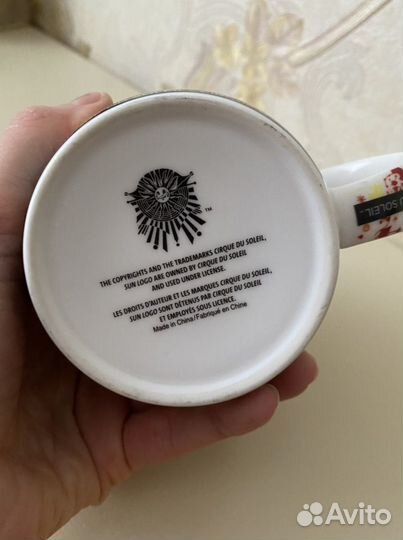 TM
THE COPYRIGHTS AND THE TRADEMARKS CIRQUE DU SOLEIL,
SUN LOGO ARE OWNED BY CIRQUE DU SOLEIL
AND USED UNDER LICENSE.
LES DROITS D'AUTEUR ET LES MARQUES CIRQUE DU SOLEIL,
SUN LOGO SONT DÉTENUS PAR CIRQUE DU SOLEIL
ET EMPLOYÉS SOUS LICENCE.
Made in China/Fabriqué en Chine
U SOLEIL
Avito